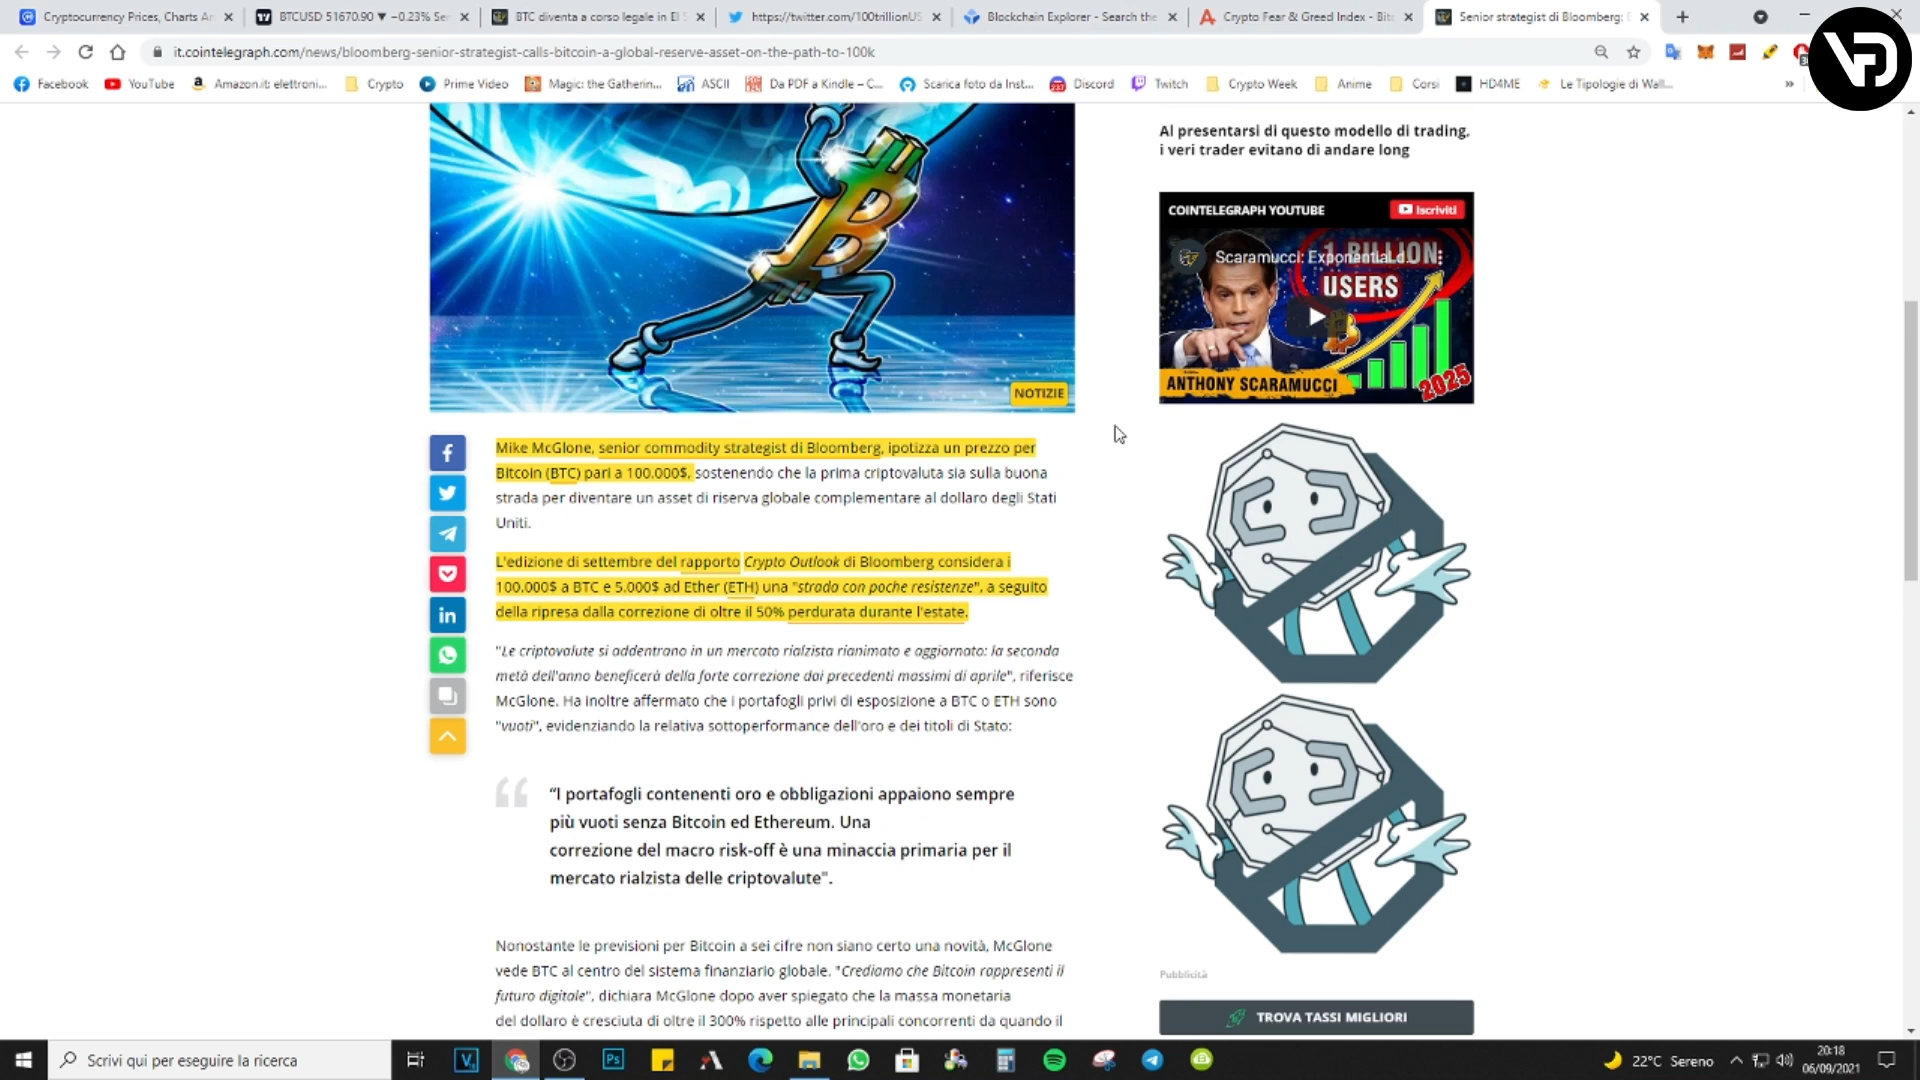 Cryptocurrency Prices, Charts An
BTCUSD 51670.90 ▼ −0.23% Se
BTC diventa a corso legale in El S
https://twitter.com/100trillionUS
Blockchain Explorer - Search the
Crypto Fear & Greed Index - Bitc
Senior strategist di Bloomberg: E
it.cointelegraph.com/news/bloomberg-senior-strategist-calls-bitcoin-a-global-reserve-asset-on-the-path-to-100k
Facebook
YouTube
Amazon.it: elettroni...
Crypto
Prime Video
Magic: the Gatherin...
ASCII
Da PDF a Kindle – C...
Scarica foto da Inst...
Discord
Twitch
Crypto Week
Anime
Corsi
HD4ME
Le Tipologie di Wall...
Al presentarsi di questo modello di trading,
i veri trader evitano di andare long
COINTELEGRAPH YOUTUBE
Iscriviti
Scaramucci: Exponential d...
1 BILLION
USERS
ANTHONY SCARAMUCCI
2025
NOTIZIE
Mike McGlone, senior commodity strategist di Bloomberg, ipotizza un prezzo per
Bitcoin (BTC) pari a 100.000$, sostenendo che la prima criptovaluta sia sulla buona
strada per diventare un asset di riserva globale complementare al dollaro degli Stati
Uniti.
L'edizione di settembre del rapporto Crypto Outlook di Bloomberg considera i
100.000$ a BTC e 5.000$ ad Ether (ETH) una "strada con poche resistenze", a seguito
della ripresa dalla correzione di oltre il 50% perdurata durante l'estate.
"Le criptovalute si addentrano in un mercato rialzista rianimato e aggiornato: la seconda
metà dell'anno beneficerà della forte correzione dai precedenti massimi di aprile", riferisce
McGlone. Ha inoltre affermato che i portafogli privi di esposizione a BTC o ETH sono
"vuoti", evidenziando la relativa sottoperformance dell'oro e dei titoli di Stato:
“I portafogli contenenti oro e obbligazioni appaiono sempre
più vuoti senza Bitcoin ed Ethereum. Una
correzione del macro risk-off è una minaccia primaria per il
mercato rialzista delle criptovalute".
Nonostante le previsioni per Bitcoin a sei cifre non siano certo una novità, McGlone
vede BTC al centro del sistema finanziario globale. "Crediamo che Bitcoin rappresenti il
futuro digitale", dichiara McGlone dopo aver spiegato che la massa monetaria
del dollaro è cresciuta di oltre il 300% rispetto alle principali concorrenti da quando il
Pubblicità
TROVA TASSI MIGLIORI
Scrivi qui per eseguire la ricerca
22°C Sereno
20:18
06/09/2021